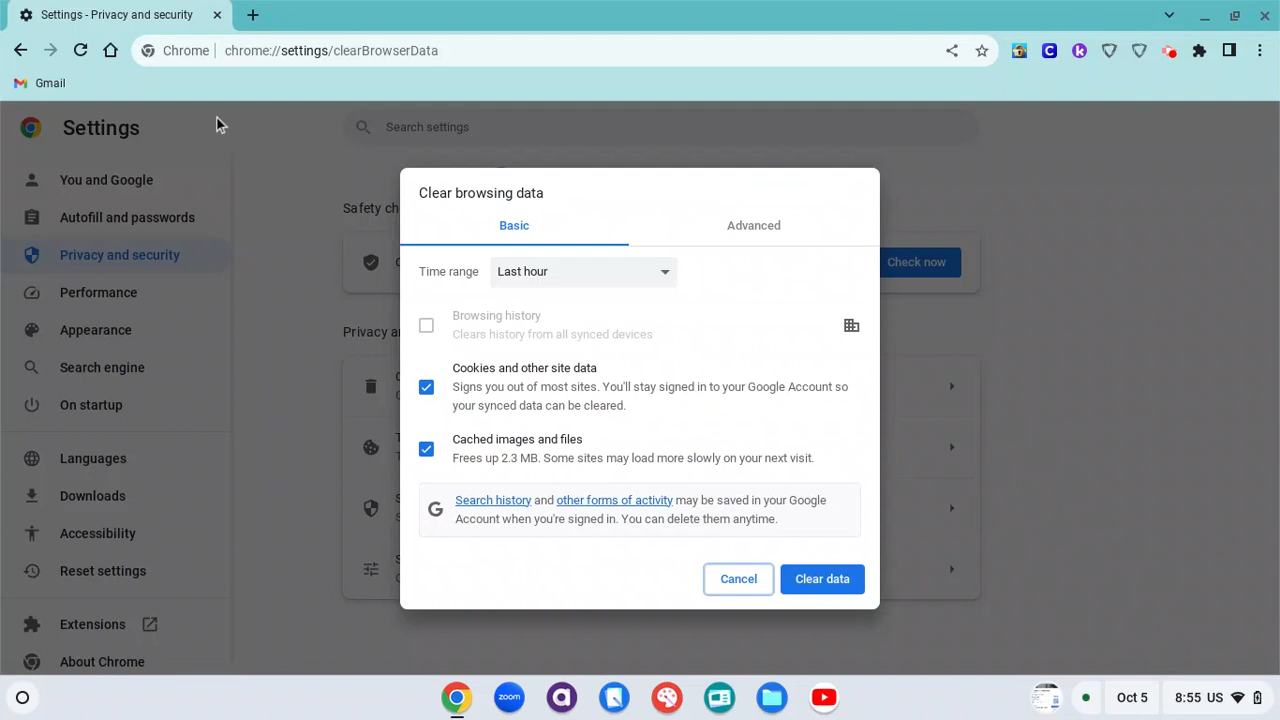 Settings - Privacy and security
Chrome
chrome://settings/clearBrowserData
Gmail
Settings
Search settings
You and Google
Autofill and passwords
Privacy and security
Performance
Appearance
Search engine
On startup
Languages
Downloads
Accessibility
Reset settings
Extensions
About Chrome
Safety ch
Check now
Privacy a
Clear browsing data
Basic
Advanced
Time range
Last hour
Browsing history
Clears history from all synced devices
Cookies and other site data
Signs you out of most sites. You'll stay signed in to your Google Account so
your synced data can be cleared.
Cached images and files
Frees up 2.3 MB. Some sites may load more slowly on your next visit.
Search history and other forms of activity may be saved in your Google
Account when you're signed in. You can delete them anytime.
Cancel
Clear data
zoom
Oct 5
8:55 US